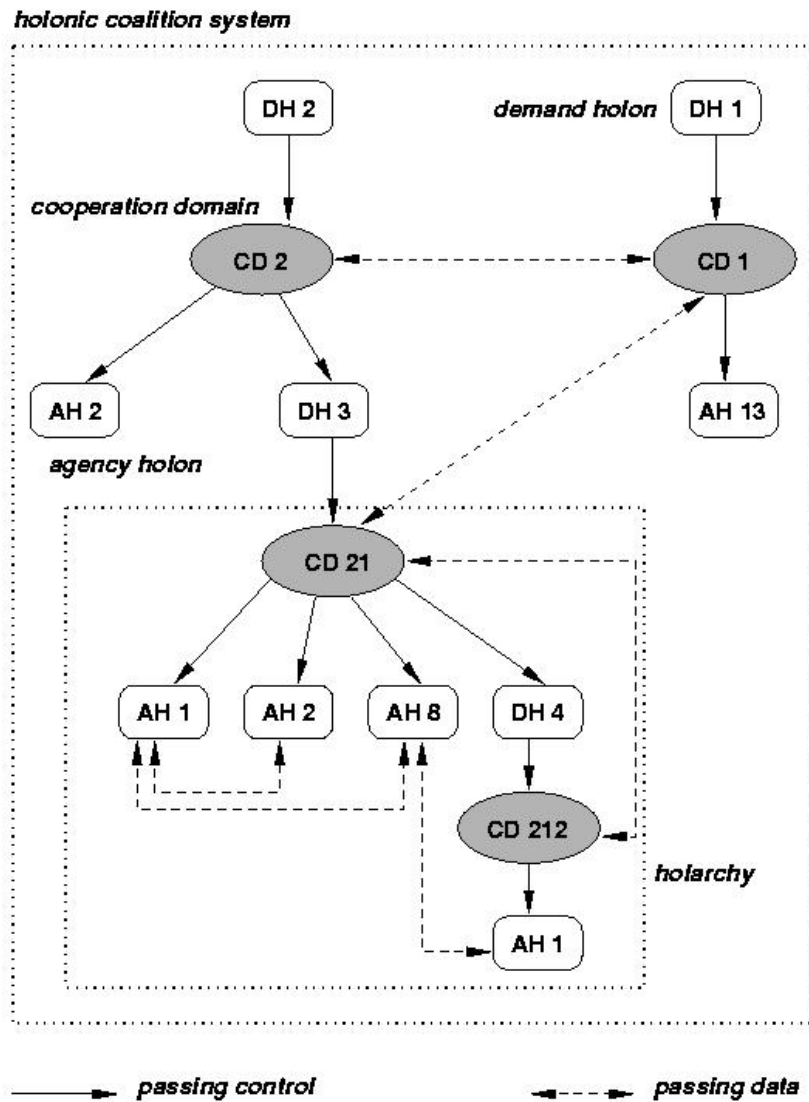 holonic coalition system
DH 2
demand holon
DH 1
cooperation domain
CD 2
CD 1
AH 2
DH 3
AH 13
agency holon
CD 21
AH 1
AH 2
AH 8
DH 4
CD 212
holarchy
AH 1
passing control
passing data